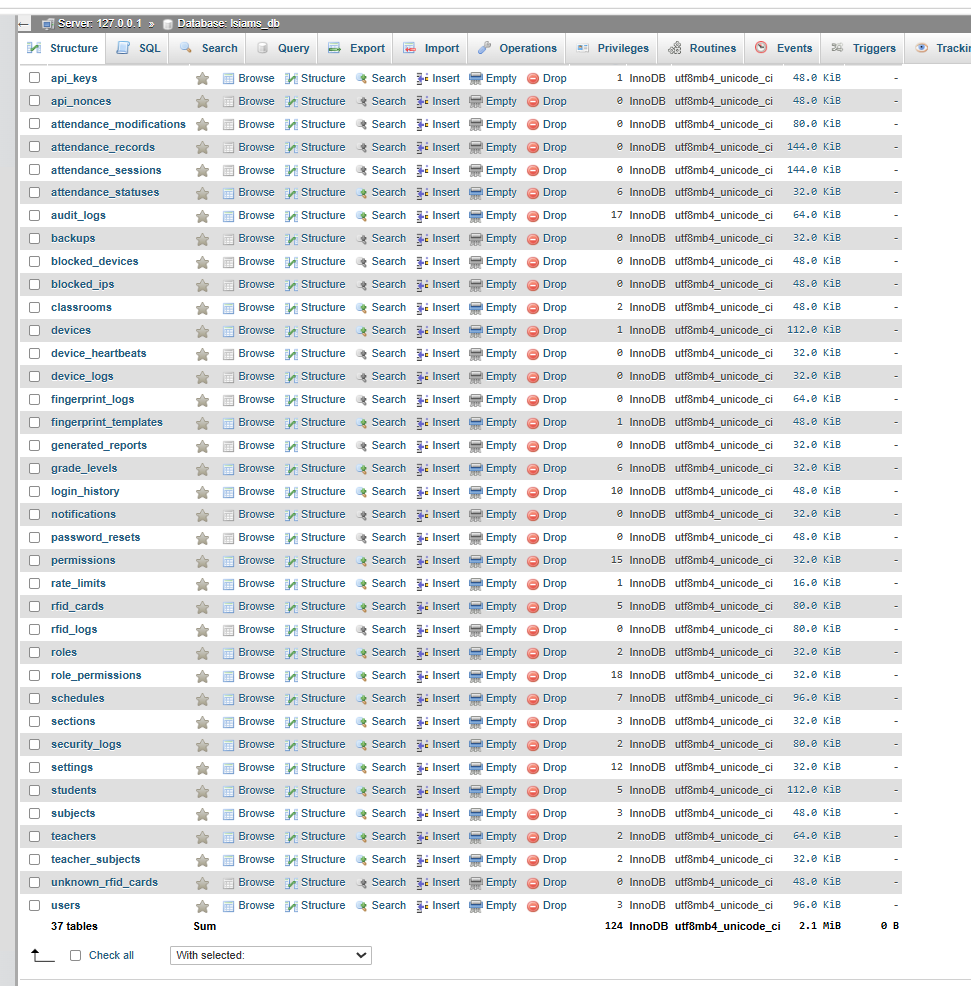 Server: 127.0.0.1 » Database: lsiams_db
Structure SQL Search Query Export Import Operations Privileges Routines Events Triggers Trackin
api_keys Browse Structure Search Insert Empty Drop 1 InnoDB utf8mb4_unicode_ci 48.0 KiB -
api_nonces Browse Structure Search Insert Empty Drop 0 InnoDB utf8mb4_unicode_ci 48.0 KiB -
attendance_modifications Browse Structure Search Insert Empty Drop 0 InnoDB utf8mb4_unicode_ci 80.0 KiB -
attendance_records Browse Structure Search Insert Empty Drop 0 InnoDB utf8mb4_unicode_ci 144.0 KiB -
attendance_sessions Browse Structure Search Insert Empty Drop 0 InnoDB utf8mb4_unicode_ci 144.0 KiB -
attendance_statuses Browse Structure Search Insert Empty Drop 6 InnoDB utf8mb4_unicode_ci 32.0 KiB -
audit_logs Browse Structure Search Insert Empty Drop 17 InnoDB utf8mb4_unicode_ci 64.0 KiB -
backups Browse Structure Search Insert Empty Drop 0 InnoDB utf8mb4_unicode_ci 32.0 KiB -
blocked_devices Browse Structure Search Insert Empty Drop 0 InnoDB utf8mb4_unicode_ci 48.0 KiB -
blocked_ips Browse Structure Search Insert Empty Drop 0 InnoDB utf8mb4_unicode_ci 48.0 KiB -
classrooms Browse Structure Search Insert Empty Drop 2 InnoDB utf8mb4_unicode_ci 48.0 KiB -
devices Browse Structure Search Insert Empty Drop 1 InnoDB utf8mb4_unicode_ci 112.0 KiB -
device_heartbeats Browse Structure Search Insert Empty Drop 0 InnoDB utf8mb4_unicode_ci 32.0 KiB -
device_logs Browse Structure Search Insert Empty Drop 0 InnoDB utf8mb4_unicode_ci 32.0 KiB -
fingerprint_logs Browse Structure Search Insert Empty Drop 0 InnoDB utf8mb4_unicode_ci 64.0 KiB -
fingerprint_templates Browse Structure Search Insert Empty Drop 1 InnoDB utf8mb4_unicode_ci 48.0 KiB -
generated_reports Browse Structure Search Insert Empty Drop 0 InnoDB utf8mb4_unicode_ci 32.0 KiB -
grade_levels Browse Structure Search Insert Empty Drop 6 InnoDB utf8mb4_unicode_ci 32.0 KiB -
login_history Browse Structure Search Insert Empty Drop 10 InnoDB utf8mb4_unicode_ci 48.0 KiB -
notifications Browse Structure Search Insert Empty Drop 0 InnoDB utf8mb4_unicode_ci 32.0 KiB -
password_resets Browse Structure Search Insert Empty Drop 0 InnoDB utf8mb4_unicode_ci 48.0 KiB -
permissions Browse Structure Search Insert Empty Drop 15 InnoDB utf8mb4_unicode_ci 32.0 KiB -
rate_limits Browse Structure Search Insert Empty Drop 1 InnoDB utf8mb4_unicode_ci 16.0 KiB -
rfid_cards Browse Structure Search Insert Empty Drop 5 InnoDB utf8mb4_unicode_ci 80.0 KiB -
rfid_logs Browse Structure Search Insert Empty Drop 0 InnoDB utf8mb4_unicode_ci 80.0 KiB -
roles Browse Structure Search Insert Empty Drop 2 InnoDB utf8mb4_unicode_ci 32.0 KiB -
role_permissions Browse Structure Search Insert Empty Drop 18 InnoDB utf8mb4_unicode_ci 32.0 KiB -
schedules Browse Structure Search Insert Empty Drop 7 InnoDB utf8mb4_unicode_ci 96.0 KiB -
sections Browse Structure Search Insert Empty Drop 3 InnoDB utf8mb4_unicode_ci 32.0 KiB -
security_logs Browse Structure Search Insert Empty Drop 2 InnoDB utf8mb4_unicode_ci 80.0 KiB -
settings Browse Structure Search Insert Empty Drop 12 InnoDB utf8mb4_unicode_ci 32.0 KiB -
students Browse Structure Search Insert Empty Drop 5 InnoDB utf8mb4_unicode_ci 112.0 KiB -
subjects Browse Structure Search Insert Empty Drop 3 InnoDB utf8mb4_unicode_ci 48.0 KiB -
teachers Browse Structure Search Insert Empty Drop 2 InnoDB utf8mb4_unicode_ci 64.0 KiB -
teacher_subjects Browse Structure Search Insert Empty Drop 2 InnoDB utf8mb4_unicode_ci 32.0 KiB -
unknown_rfid_cards Browse Structure Search Insert Empty Drop 0 InnoDB utf8mb4_unicode_ci 48.0 KiB -
users Browse Structure Search Insert Empty Drop 3 InnoDB utf8mb4_unicode_ci 96.0 KiB -
37 tables Sum 124 InnoDB utf8mb4_unicode_ci 2.1 MiB 0 B
Check all With selected: